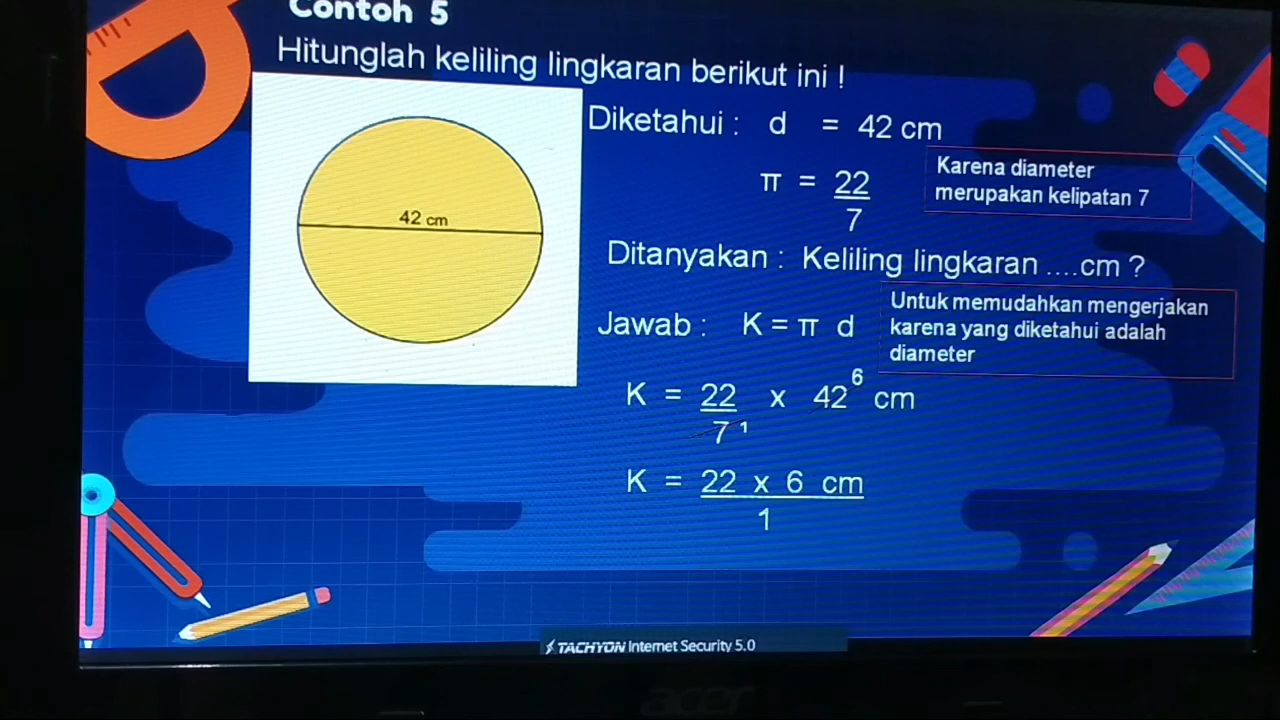 Contoh 5
Hitunglah keliling lingkaran berikut ini !
42 cm
Diketahui : d = 42 cm
π = 22
7
Karena diameter
merupakan kelipatan 7
Ditanyakan : Keliling lingkaran ....cm ?
Jawab : K = π d
Untuk memudahkan mengerjakan
karena yang diketahui adalah
diameter
K = 22 x 42 6 cm
7 1
K = 22 x 6 cm
1
TACHYON Internet Security 5.0
acer